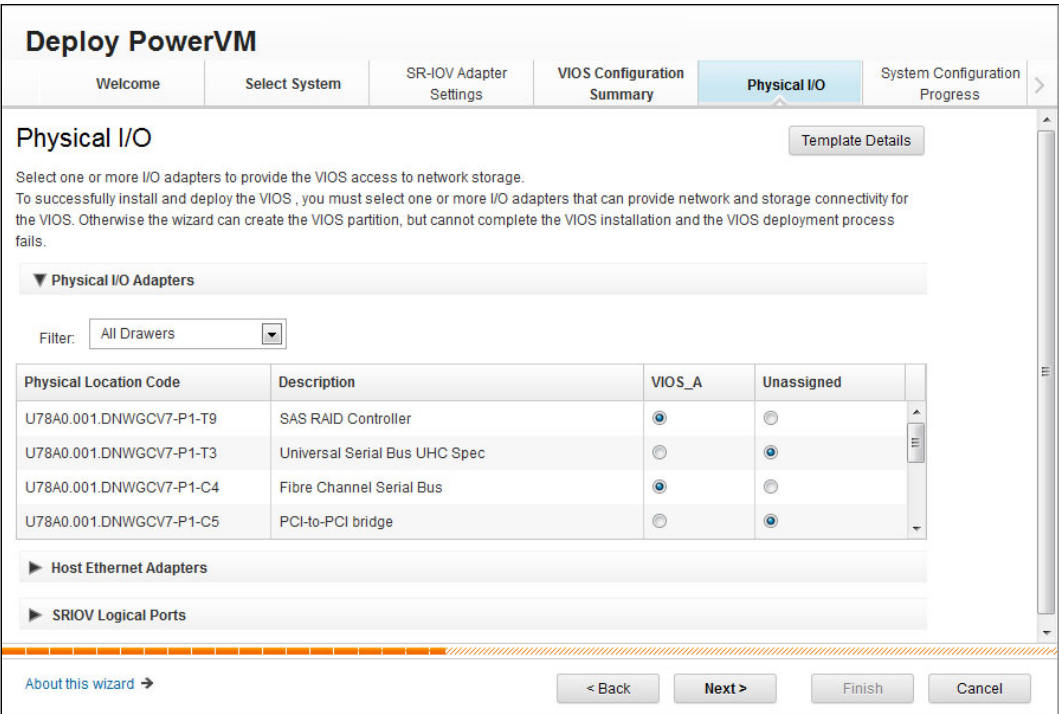 Deploy PowerVM
Welcome
Select System
SR-IOV Adapter
Settings
VIOS Configuration
Summary
Physical I/O
System Configuration
Progress
Physical I/O
Template Details
Select one or more I/O adapters to provide the VIOS access to network storage.
To successfully install and deploy the VIOS , you must select one or more I/O adapters that can provide network and storage connectivity for
the VIOS. Otherwise the wizard can create the VIOS partition, but cannot complete the VIOS installation and the VIOS deployment process
fails.
Physical I/O Adapters
Filter: All Drawers
Physical Location Code Description VIOS_A Unassigned
U78A0.001.DNWGCV7-P1-T9 SAS RAID Controller
U78A0.001.DNWGCV7-P1-T3 Universal Serial Bus UHC Spec
U78A0.001.DNWGCV7-P1-C4 Fibre Channel Serial Bus
U78A0.001.DNWGCV7-P1-C5 PCI-to-PCI bridge
Host Ethernet Adapters
SRIOV Logical Ports
About this wizard
< Back Next > Finish Cancel